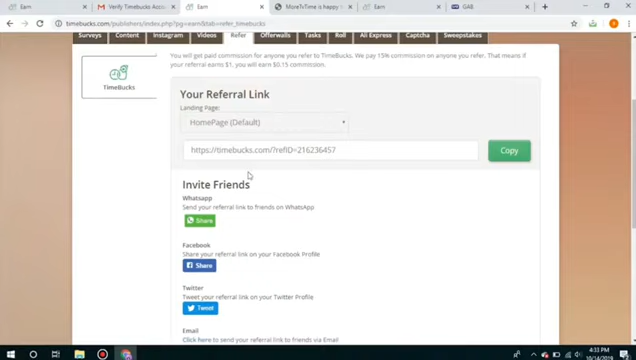 Earn
Verify Timebucks Acco
Earn
MoreTvTime is happy
Earn
GAB
timebucks.com/publishers/index.php?pg=earn&tab=refer_timebucks
Surveys Content Instagram Videos Refer Offerwalls Tasks Roll Ali Express Captcha Sweepstakes
TimeBucks
You will get paid commission for anyone you refer to TimeBucks. We pay 15% commission on anyone you refer. That means if
your referral earns $1, you will earn $0.15 commission.
Your Referral Link
Landing Page:
HomePage (Default)
https://timebucks.com/?refID=216236457
Copy
Invite Friends
Whatsapp
Send your referral link to friends on WhatsApp
Share
Facebook
Share your referral link on your Facebook Profile
Share
Twitter
Tweet your referral link on your Twitter Profile
Tweet
Email
Click here to send your referral link to friends via Email
4:33 PM
10/14/2019